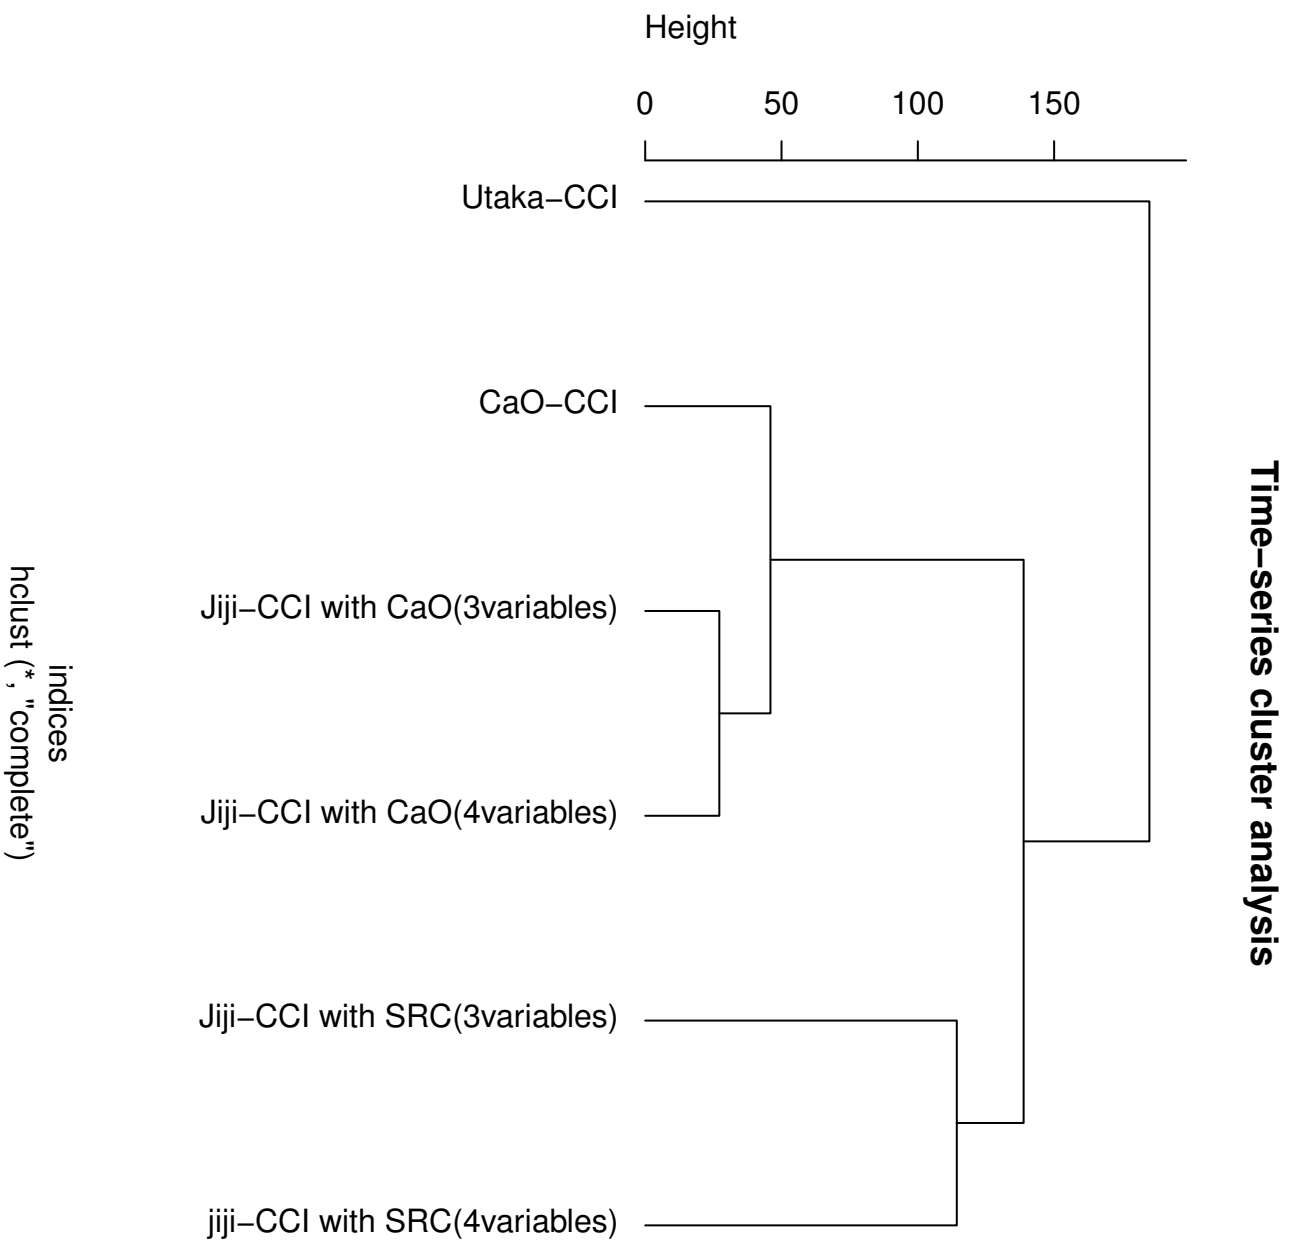 Height
0 50 100 150
Utaka−CCI
CaO−CCI
Jiji−CCI with CaO(3variables)
Jiji−CCI with CaO(4variables)
Jiji−CCI with SRC(3variables)
jiji−CCI with SRC(4variables)
Time−series cluster analysis
indices
hclust (*, "complete")